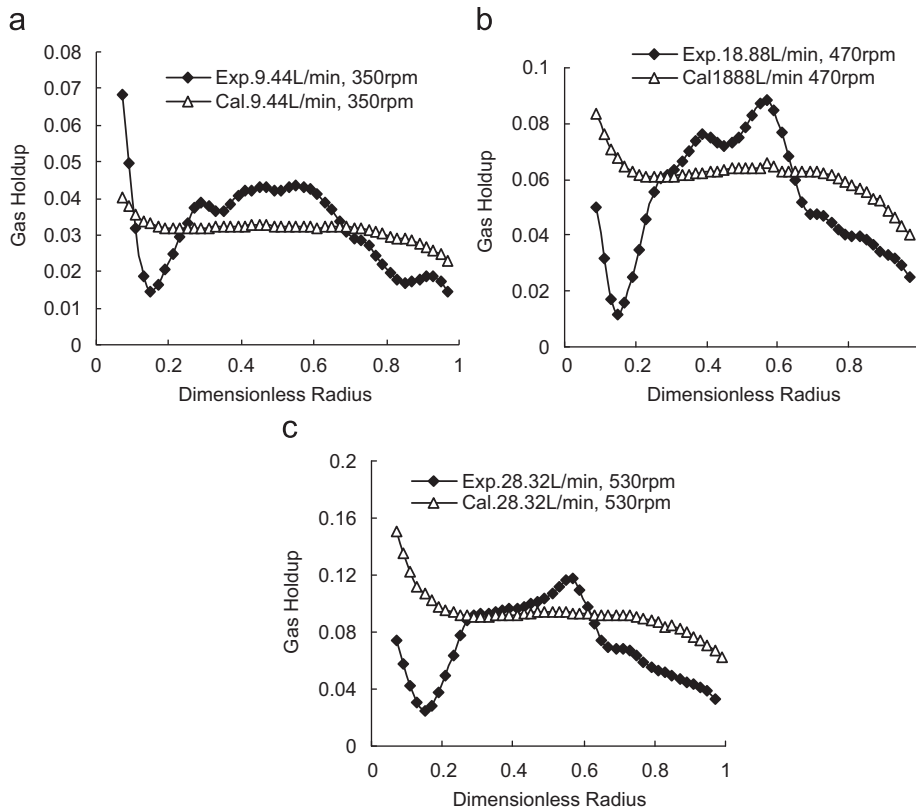 a
0.08
0.07
0.06
0.05
0.04
0.03
0.02
0.01
0
Gas Holdup
Exp.9.44L/min, 350rpm
Cal.9.44L/min, 350rpm
0 0.2 0.4 0.6 0.8 1
Dimensionless Radius
b
0.1
0.08
0.06
0.04
0.02
0
Gas Holdup
Exp.18.88L/min, 470rpm
Cal1888L/min 470rpm
0 0.2 0.4 0.6 0.8
Dimensionless Radius
c
0.2
0.16
0.12
0.08
0.04
0
Gas Holdup
Exp.28.32L/min, 530rpm
Cal.28.32L/min, 530rpm
0 0.2 0.4 0.6 0.8 1
Dimensionless Radius